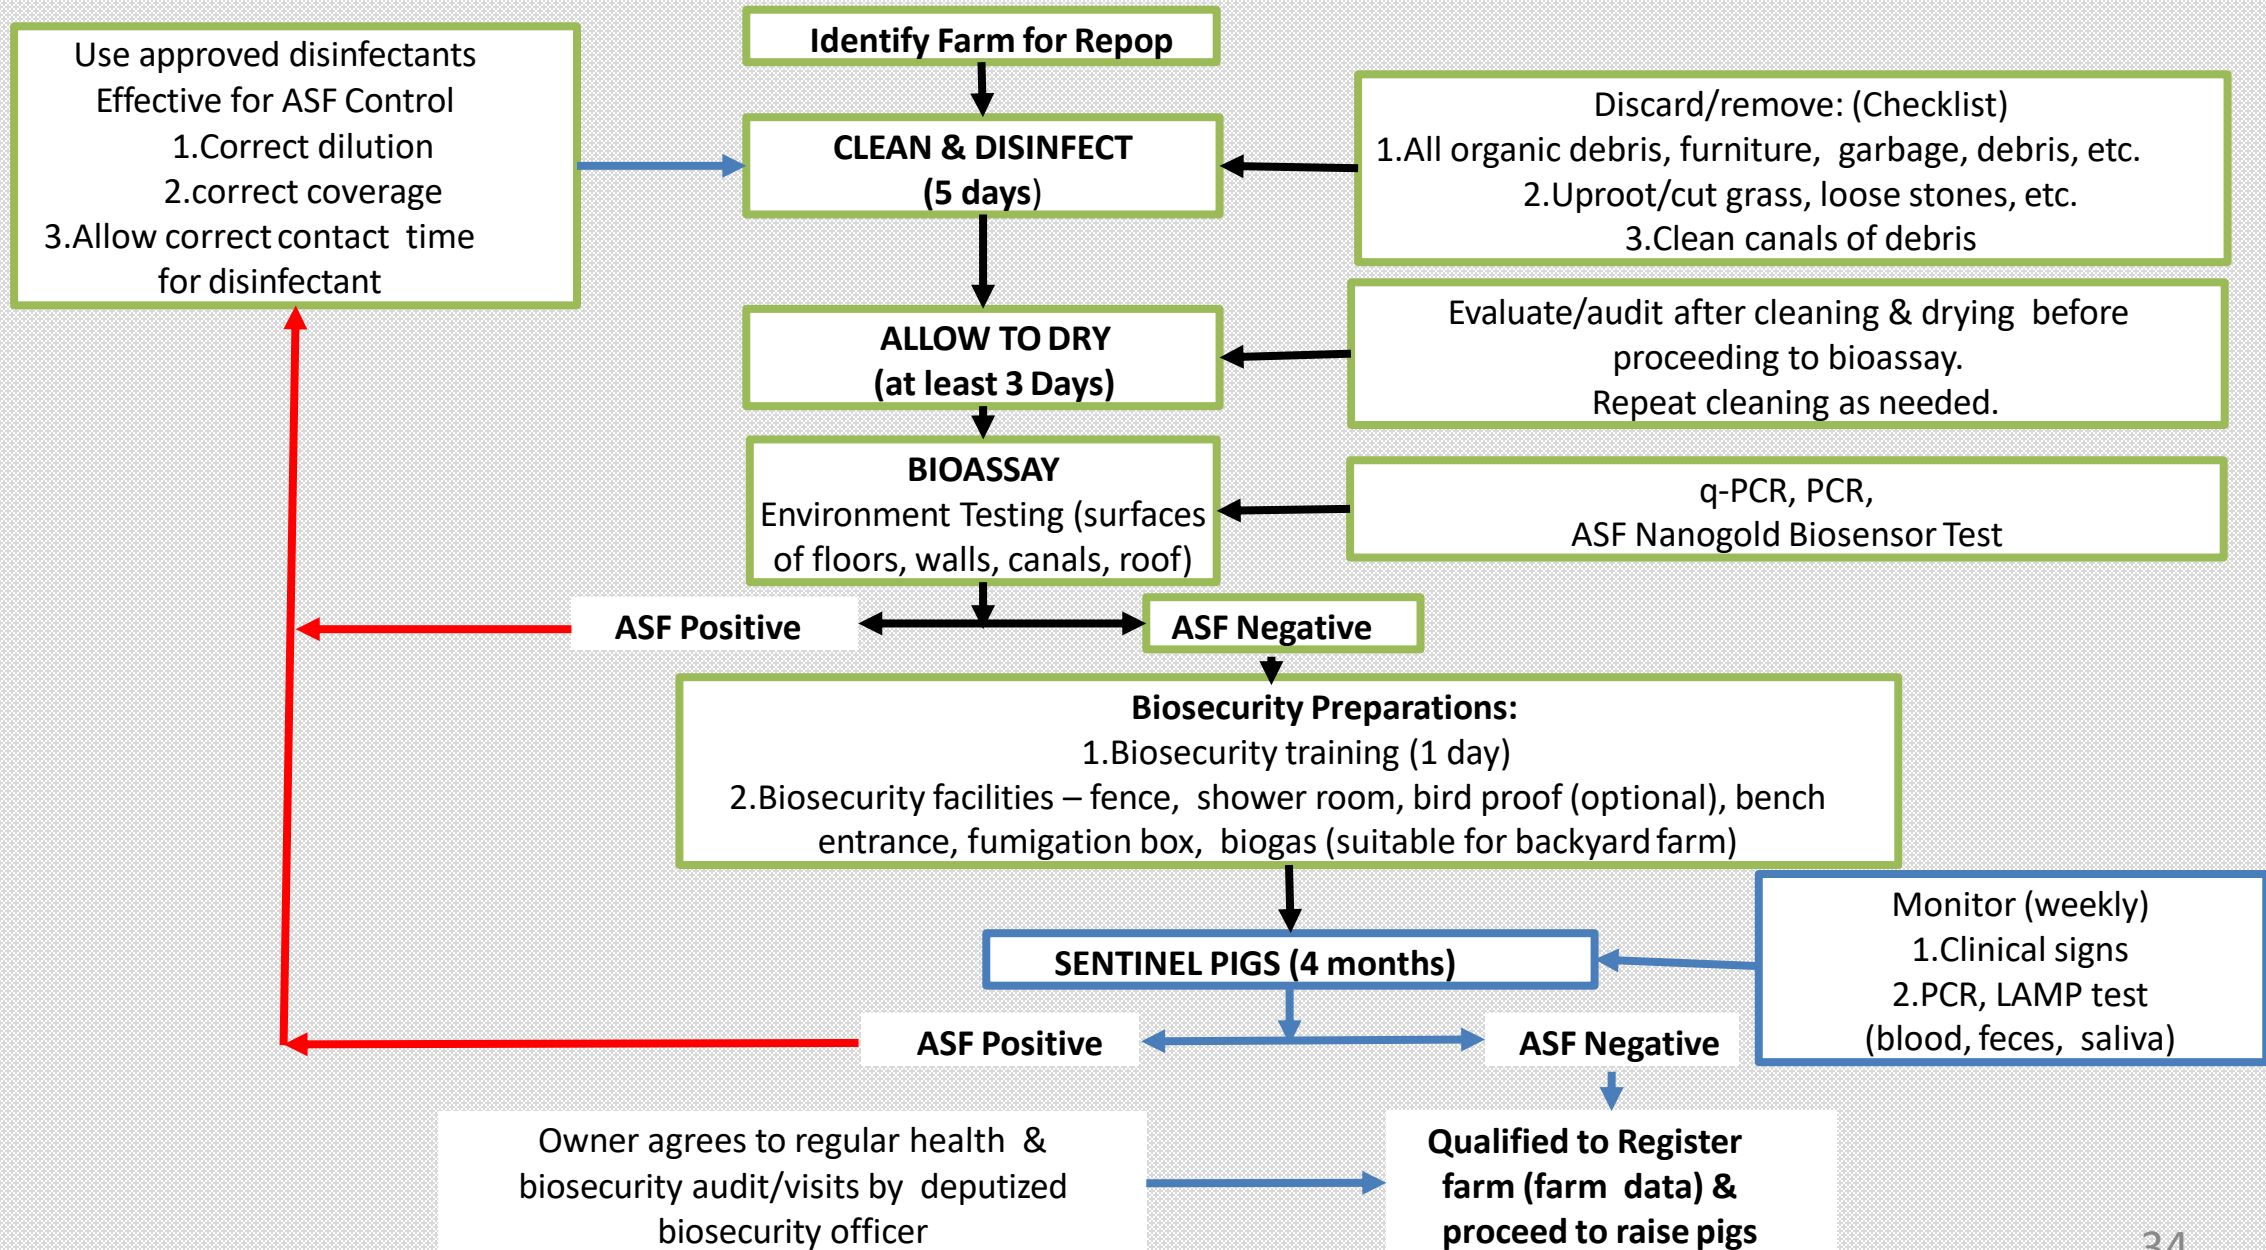 Identify Farm for Repop
Use approved disinfectants
Effective for ASF Control
1.Correct dilution
2.correct coverage
3.Allow correct contact time
for disinfectant
CLEAN & DISINFECT
(5 days)
Discard/remove: (Checklist)
1.All organic debris, furniture, garbage, debris, etc.
2.Uproot/cut grass, loose stones, etc.
3.Clean canals of debris
ALLOW TO DRY
(at least 3 Days)
Evaluate/audit after cleaning & drying before
proceeding to bioassay.
Repeat cleaning as needed.
BIOASSAY
Environment Testing (surfaces
of floors, walls, canals, roof)
q-PCR, PCR,
ASF Nanogold Biosensor Test
ASF Positive
ASF Negative
Biosecurity Preparations:
1.Biosecurity training (1 day)
2.Biosecurity facilities – fence, shower room, bird proof (optional), bench
entrance, fumigation box, biogas (suitable for backyard farm)
SENTINEL PIGS (4 months)
Monitor (weekly)
1.Clinical signs
2.PCR, LAMP test
(blood, feces, saliva)
ASF Positive
ASF Negative
Owner agrees to regular health &
biosecurity audit/visits by deputized
biosecurity officer
Qualified to Register
farm (farm data) &
proceed to raise pigs
34